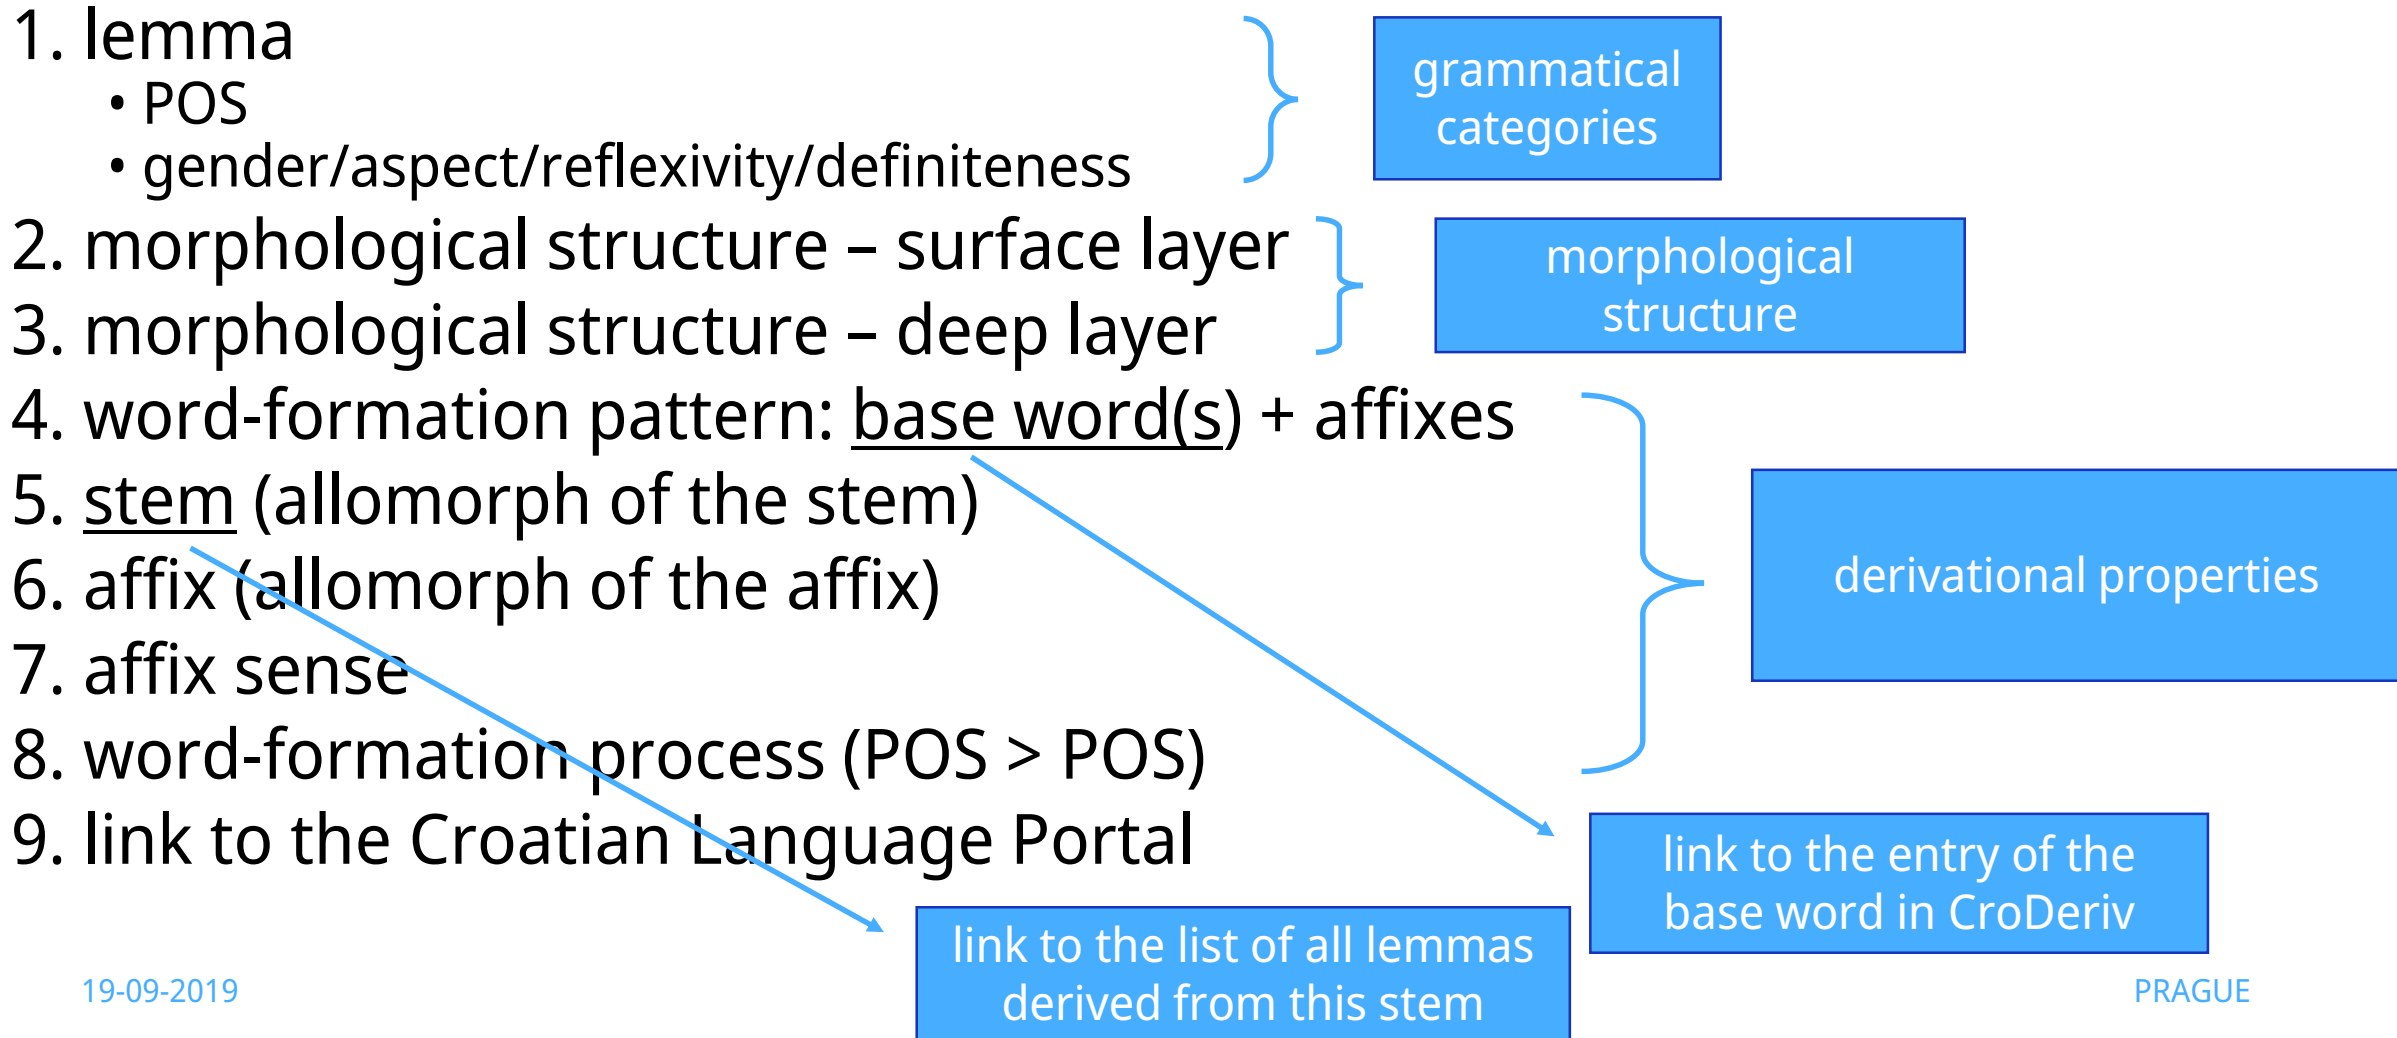 1. lemma
• POS
• gender/aspect/reflexivity/definiteness
grammatical
categories
2. morphological structure – surface layer
3. morphological structure – deep layer
morphological
structure
4. word-formation pattern: base word(s) + affixes
5. stem (allomorph of the stem)
6. affix (allomorph of the affix)
7. affix sense
8. word-formation process (POS > POS)
derivational properties
9. link to the Croatian Language Portal
link to the entry of the
base word in CroDeriv
link to the list of all lemmas
derived from this stem
19-09-2019
PRAGUE